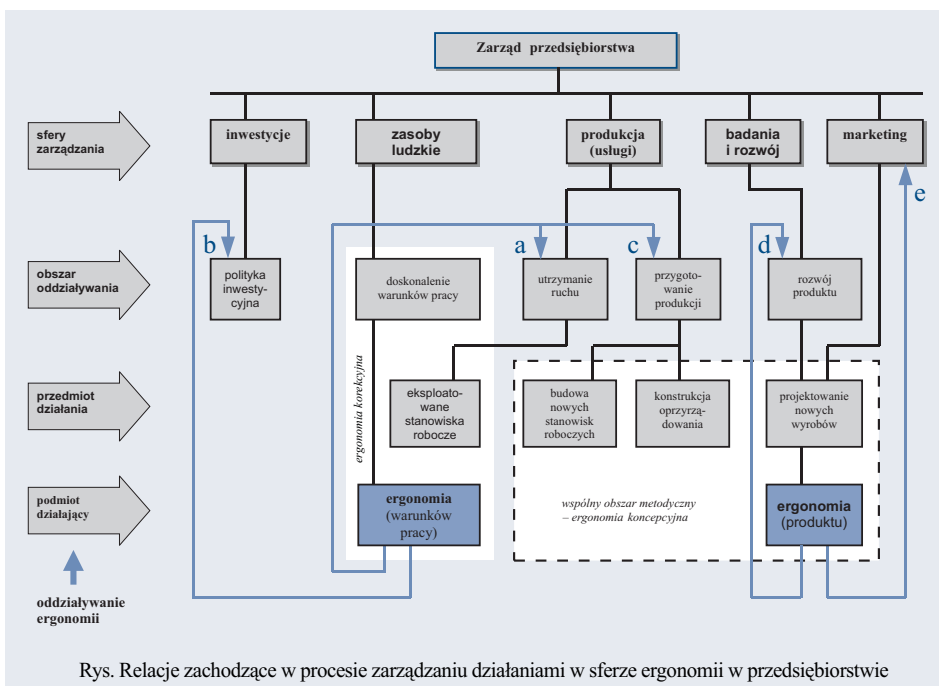 Zarząd przedsiębiorstwa
sfery
zarządzania
inwestycje
zasoby
ludzkie
produkcja
(usługi)
badania
i rozwój
marketing
e
b
a
c
d
obszar
oddziaływania
polityka
inwesty-
cyjna
doskonalenie
warunków pracy
utrzymanie
ruchu
przygoto-
wanie
produkcji
rozwój
produktu
ergonomia korekcyjna
przedmiot
działania
eksploato-
wane
stanowiska
robocze
budowa
nowych
stanowisk
roboczych
konstrukcja
oprzyrzą-
dowania
projektowanie
nowych
wyrobów
podmiot
działający
ergonomia
(warunków
pracy)
wspólny obszar metodyczny
– ergonomia koncepcyjna
ergonomia
(produktu)
oddziaływanie
ergonomii
Rys. Relacje zachodzące w procesie zarządzaniu działaniami w sferze ergonomii w przedsiębiorstwie